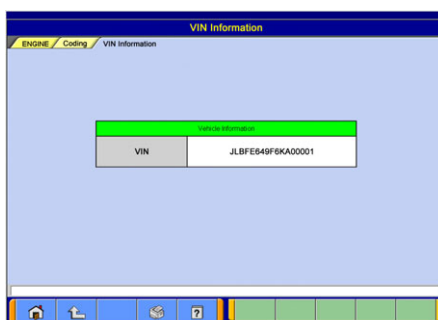 VIN Information
ENGINE Coding VIN Information
Vehicle Information
VIN JLBFE649F6KA00001
?